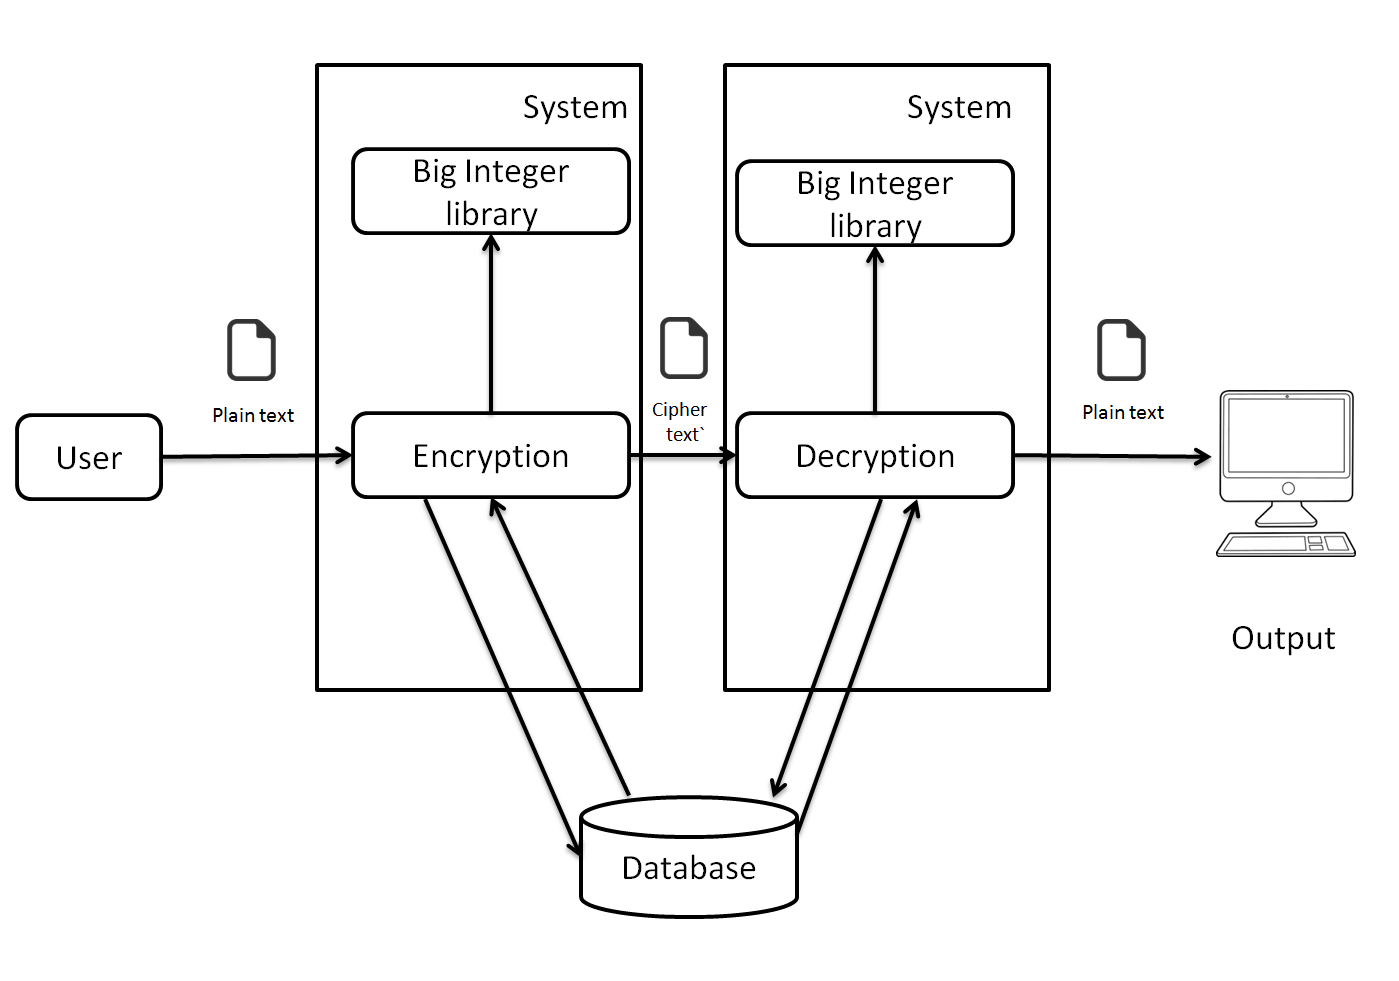 System
System
Big Integer
library
Big Integer
library
Plain text
Cipher
text`
Plain text
User
Encryption
Decryption
Output
Database